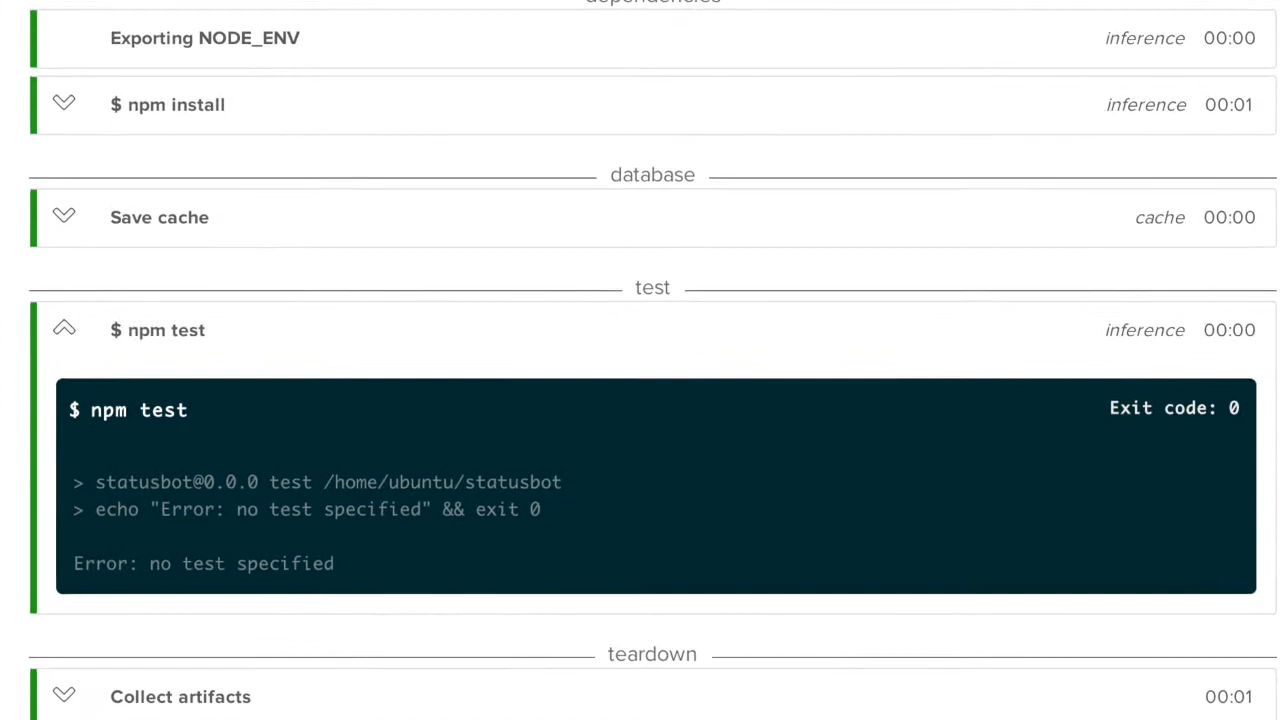 dependencies
Exporting NODE_ENV inference 00:00
$ npm install inference 00:01
database
Save cache cache 00:00
test
$ npm test inference 00:00
$ npm test Exit code: 0
> statusbot@0.0.0 test /home/ubuntu/statusbot
> echo "Error: no test specified" && exit 0
Error: no test specified
teardown
Collect artifacts 00:01